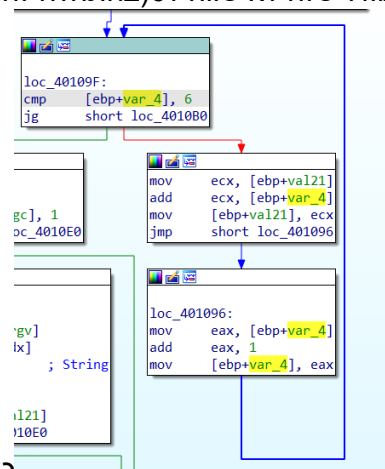 loc_40109F:
cmp [ebp+var_4], 6
jg short loc_4010B0
mov ecx, [ebp+val21]
add ecx, [ebp+var_4]
mov [ebp+val21], ecx
jmp short loc_401096
gc], 1
oc_4010E0
loc_401096:
mov eax, [ebp+var_4]
add eax, 1
mov [ebp+var_4], eax
rgv]
dx]
; String
l21]
010E0